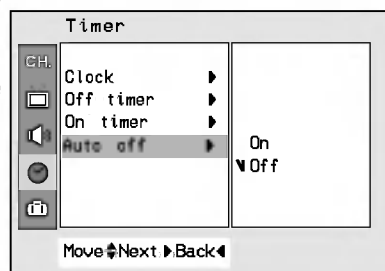 Timer
CH.
Clock
Off timer
On timer
Auto off
On
Off
Move Next Back